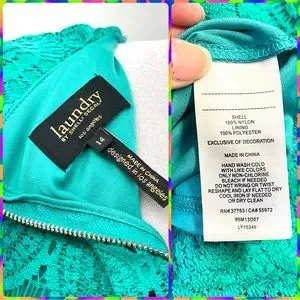 laundry
BY SHELLI SEGAL
los angeles
14
MADE IN CHINA
designed in los angeles
SHELL
100% NYLON
LINING
100% POLYESTER
EXCLUSIVE OF DECORATION
MADE IN CHINA
HAND WASH COLD
WITH LIKE COLORS
ONLY NON-CHLORINE
BLEACH IF NEEDED
DO NOT WRING OR TWIST
RESHAPE AND LAY FLAT TO DRY
COOL IRON IF NEEDED
OR DRY CLEAN
RN# 37763 / CA# 55972
95M13D07
LY15249